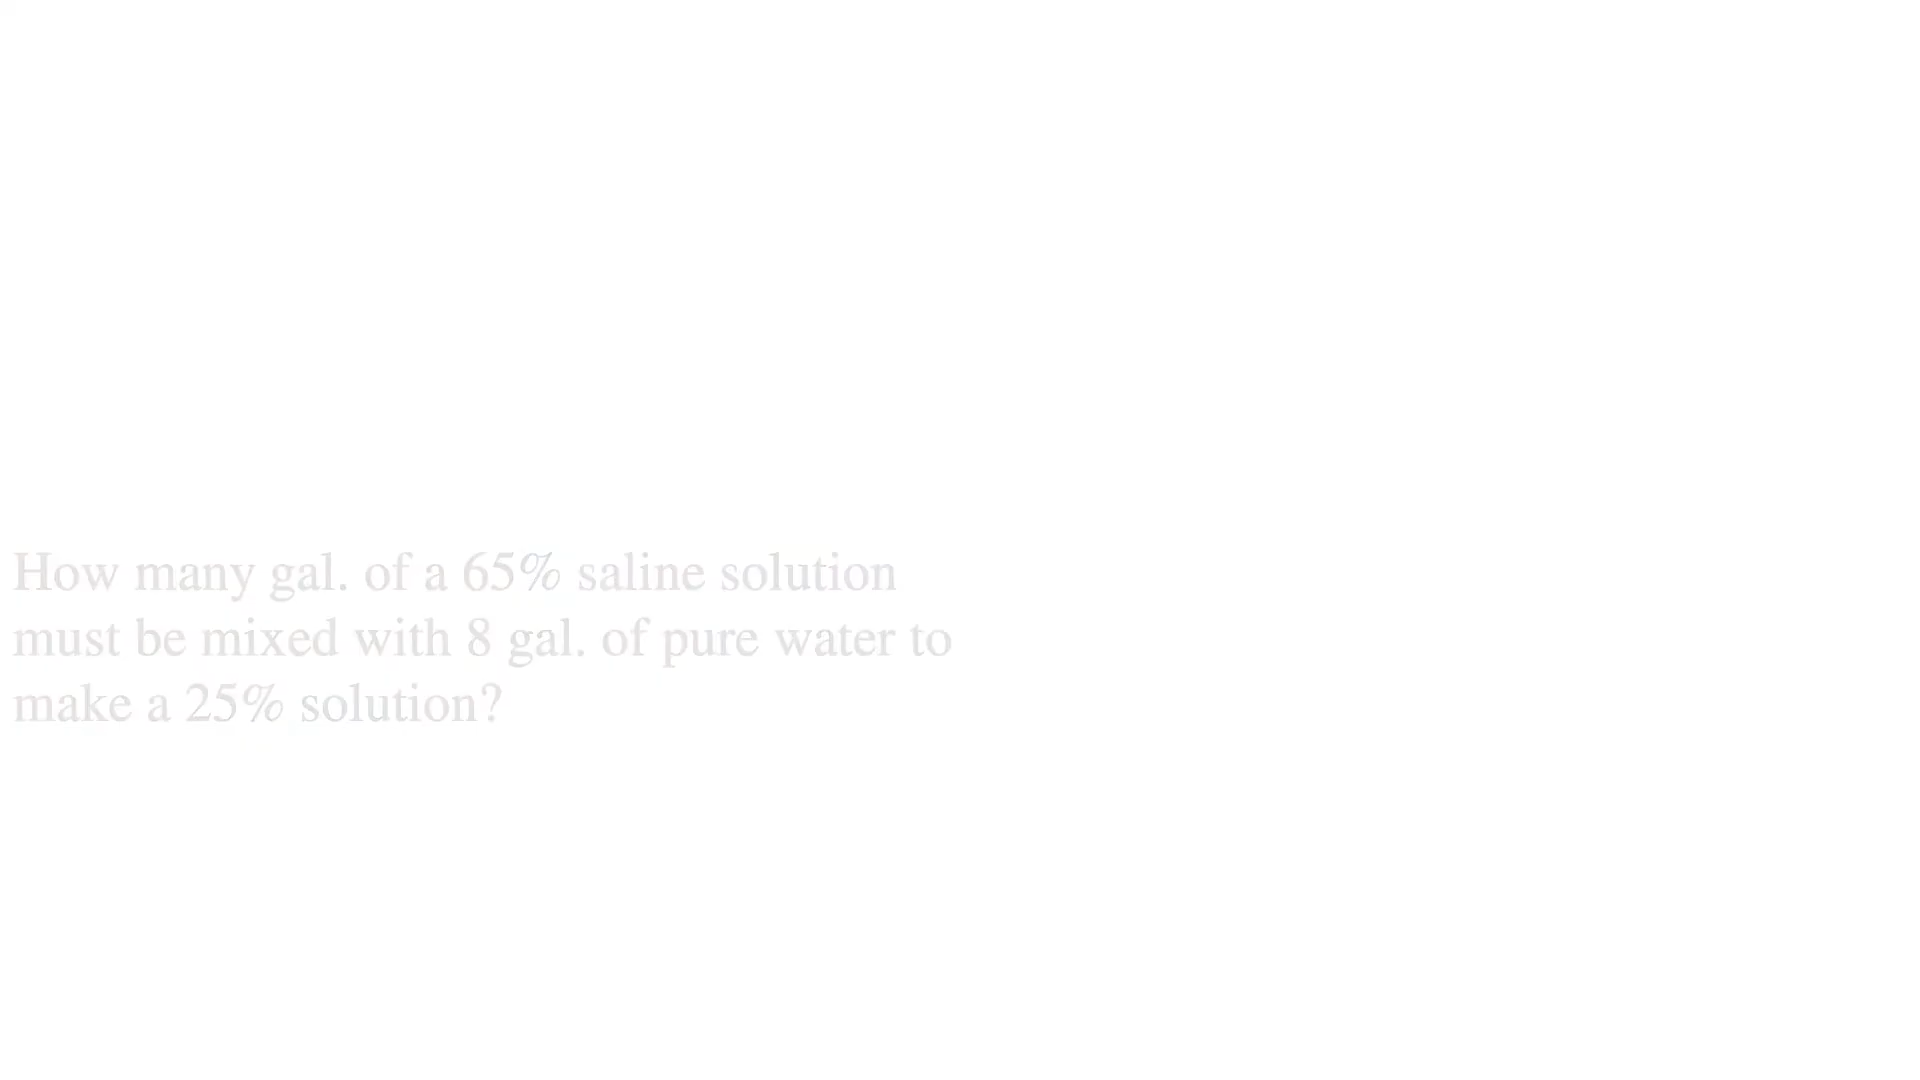 How many gal. of a 65% saline solution
must be mixed with 8 gal. of pure water to
make a 25% solution?